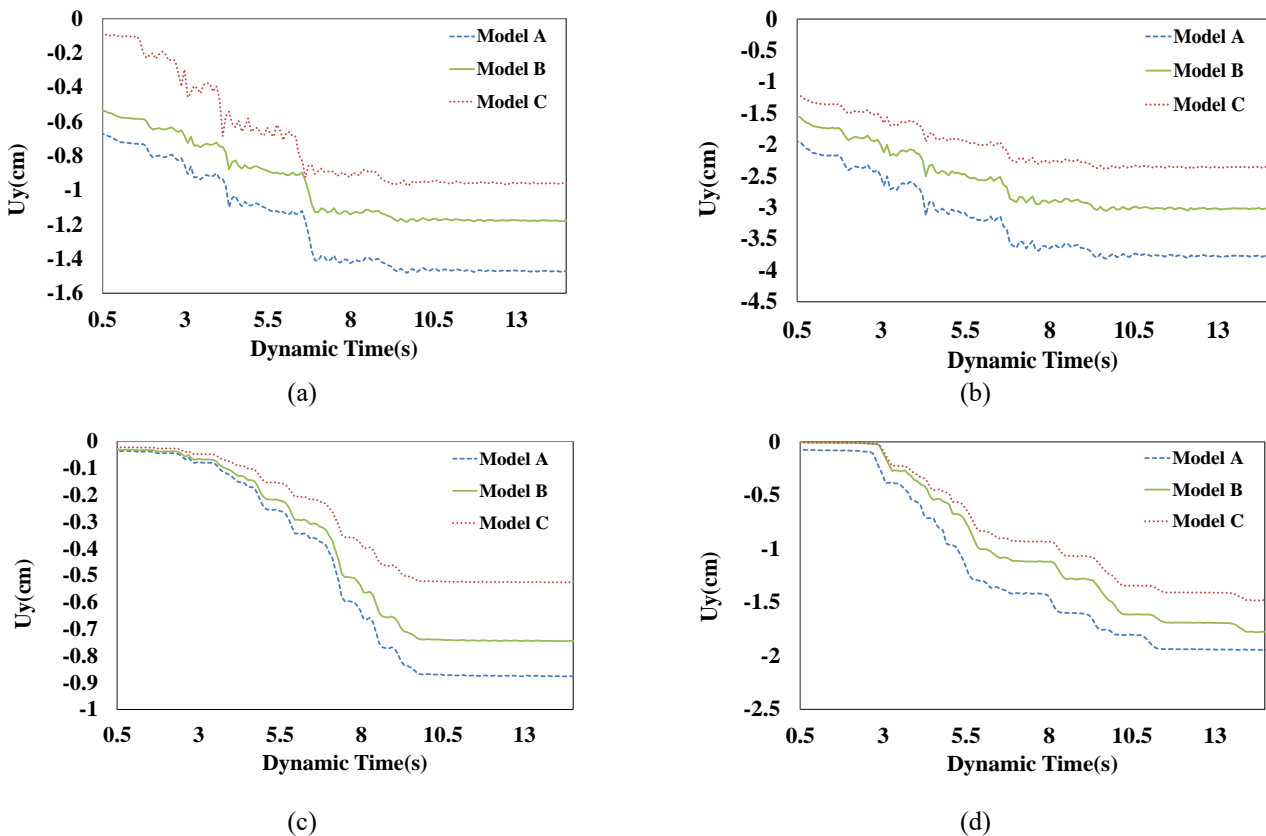 0
-0.2
-0.4
-0.6
-0.8
-1
-1.2
-1.4
-1.6
Uy(cm)
0.5 3 5.5 8 10.5 13
Dynamic Time(s)
Model A
Model B
Model C
(a)
0
-0.5
-1
-1.5
-2
-2.5
-3
-3.5
-4
-4.5
Uy(cm)
0.5 3 5.5 8 10.5 13
Dynamic Time(s)
Model A
Model B
Model C
(b)
0
-0.1
-0.2
-0.3
-0.4
-0.5
-0.6
-0.7
-0.8
-0.9
-1
Uy(cm)
0.5 3 5.5 8 10.5 13
Dynamic Time(s)
Model A
Model B
Model C
(c)
0
-0.5
-1
-1.5
-2
-2.5
Uy(cm)
0.5 3 5.5 8 10.5 13
Dynamic Time(s)
Model A
Model B
Model C
(d)